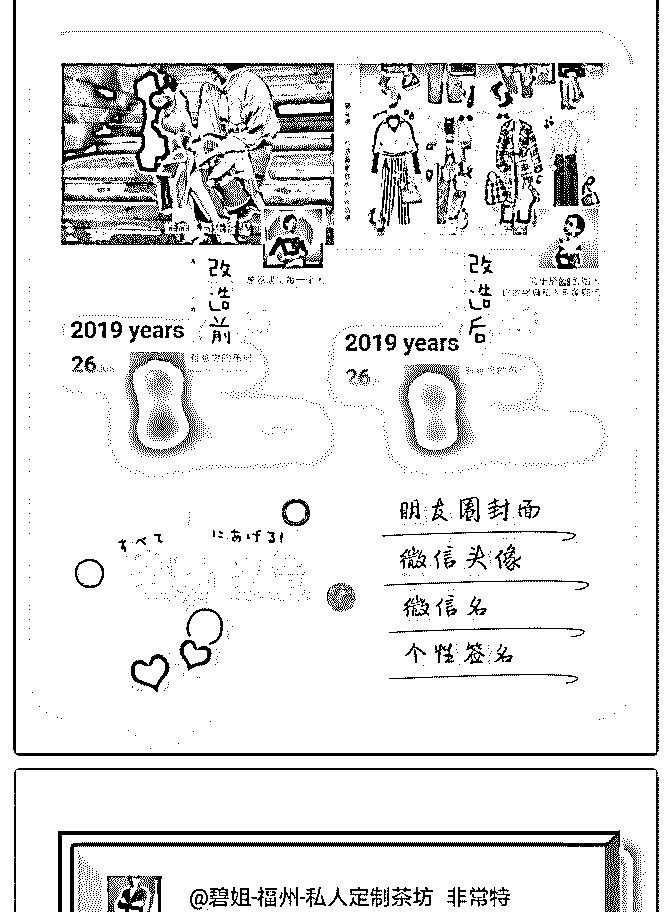 改造前
改造后
2019 years
26
2019 years
26
すべて
にあげる!
朋友圈封面
微信头像
微信名
个性签名
@碧姐-福州-私人定制茶坊 非常特